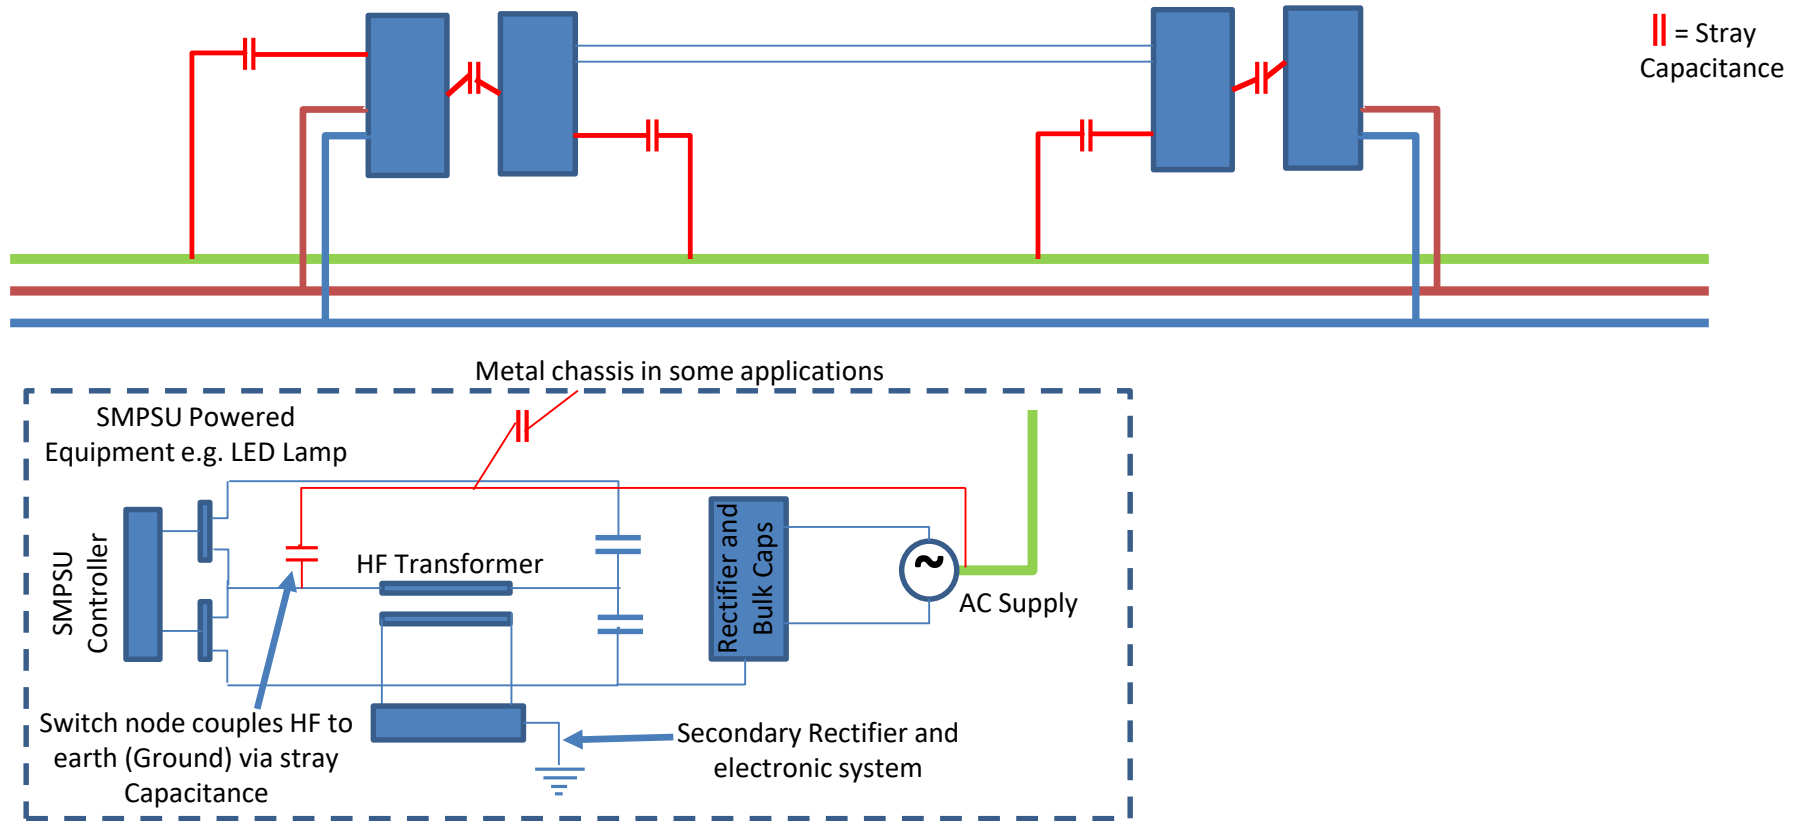 = Stray
Capacitance
Metal chassis in some applications
SMPSU Powered
Equipment e.g. LED Lamp
SMPSU
Controller
HF Transformer
Rectifier and
Bulk Caps
~
AC Supply
Switch node couples HF to
earth (Ground) via stray
Capacitance
Secondary Rectifier and
electronic system